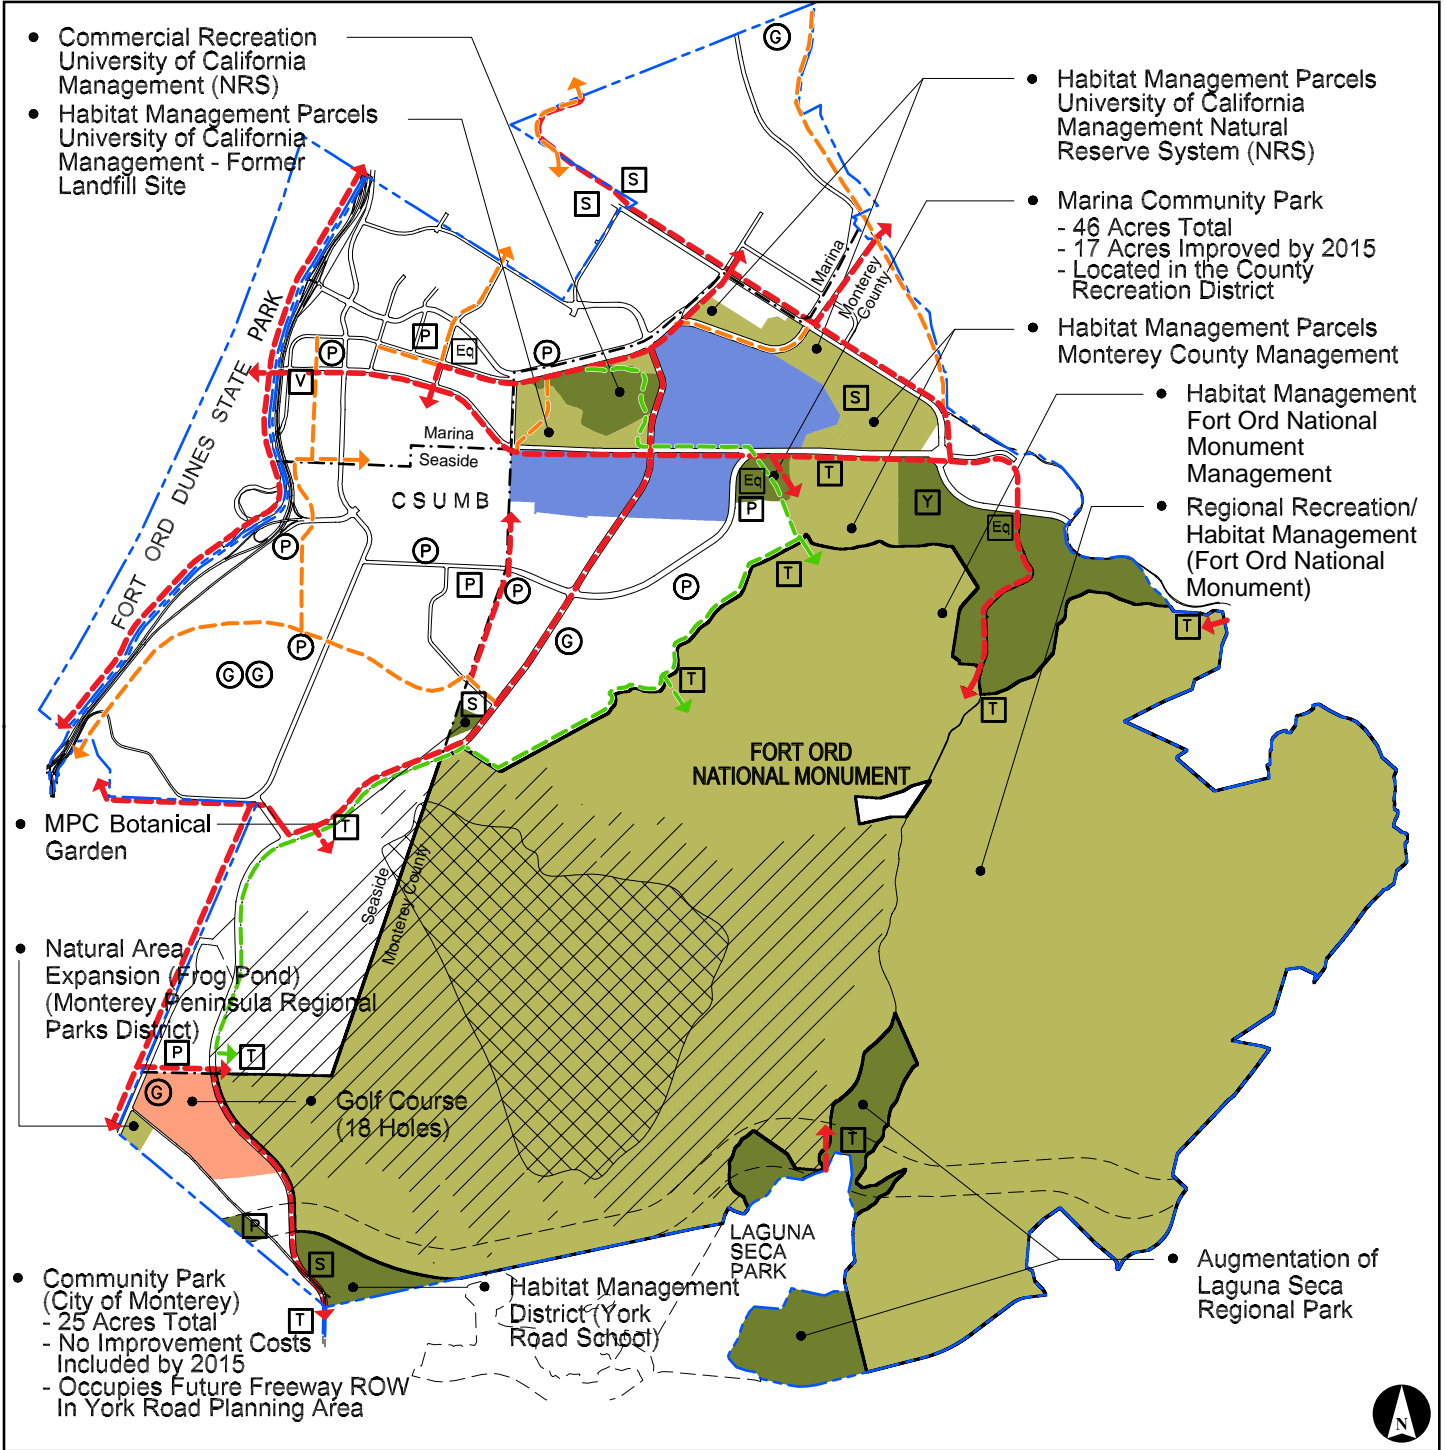 Commercial Recreation
University of California
Management (NRS)
Habitat Management Parcels
University of California
Management - Former
Landfill Site
Habitat Management Parcels
University of California
Management Natural
Reserve System (NRS)
Marina Community Park
- 46 Acres Total
- 17 Acres Improved by 2015
- Located in the County
Recreation District
Habitat Management Parcels
Monterey County Management
Habitat Management
Fort Ord National
Monument
Management
Regional Recreation/
Habitat Management
(Fort Ord National
Monument)
G
S
S
Marina
Monterey
County
FORT ORD DUNES STATE PARK
P
P
Eq
P
V
S
Marina
Seaside
CSUMB
T
Eq
P
Y
Eq
P
P
P
P
P
T
G
P
T
G G
T
S
T
FORT ORD
NATIONAL MONUMENT
MPC Botanical
Garden
T
Seaside
Monterey County
Natural Area
Expansion (Frog Pond)
(Monterey Peninsula Regional
Parks District)
P
T
G
Golf Course
(18 Holes)
T
P
S
T
LAGUNA
SECA
PARK
Community Park
(City of Monterey)
- 25 Acres Total
- No Improvement Costs
Included by 2015
- Occupies Future Freeway ROW
In York Road Planning Area
Habitat Management
District (York
Road School)
Augmentation of
Laguna Seca
Regional Park
N